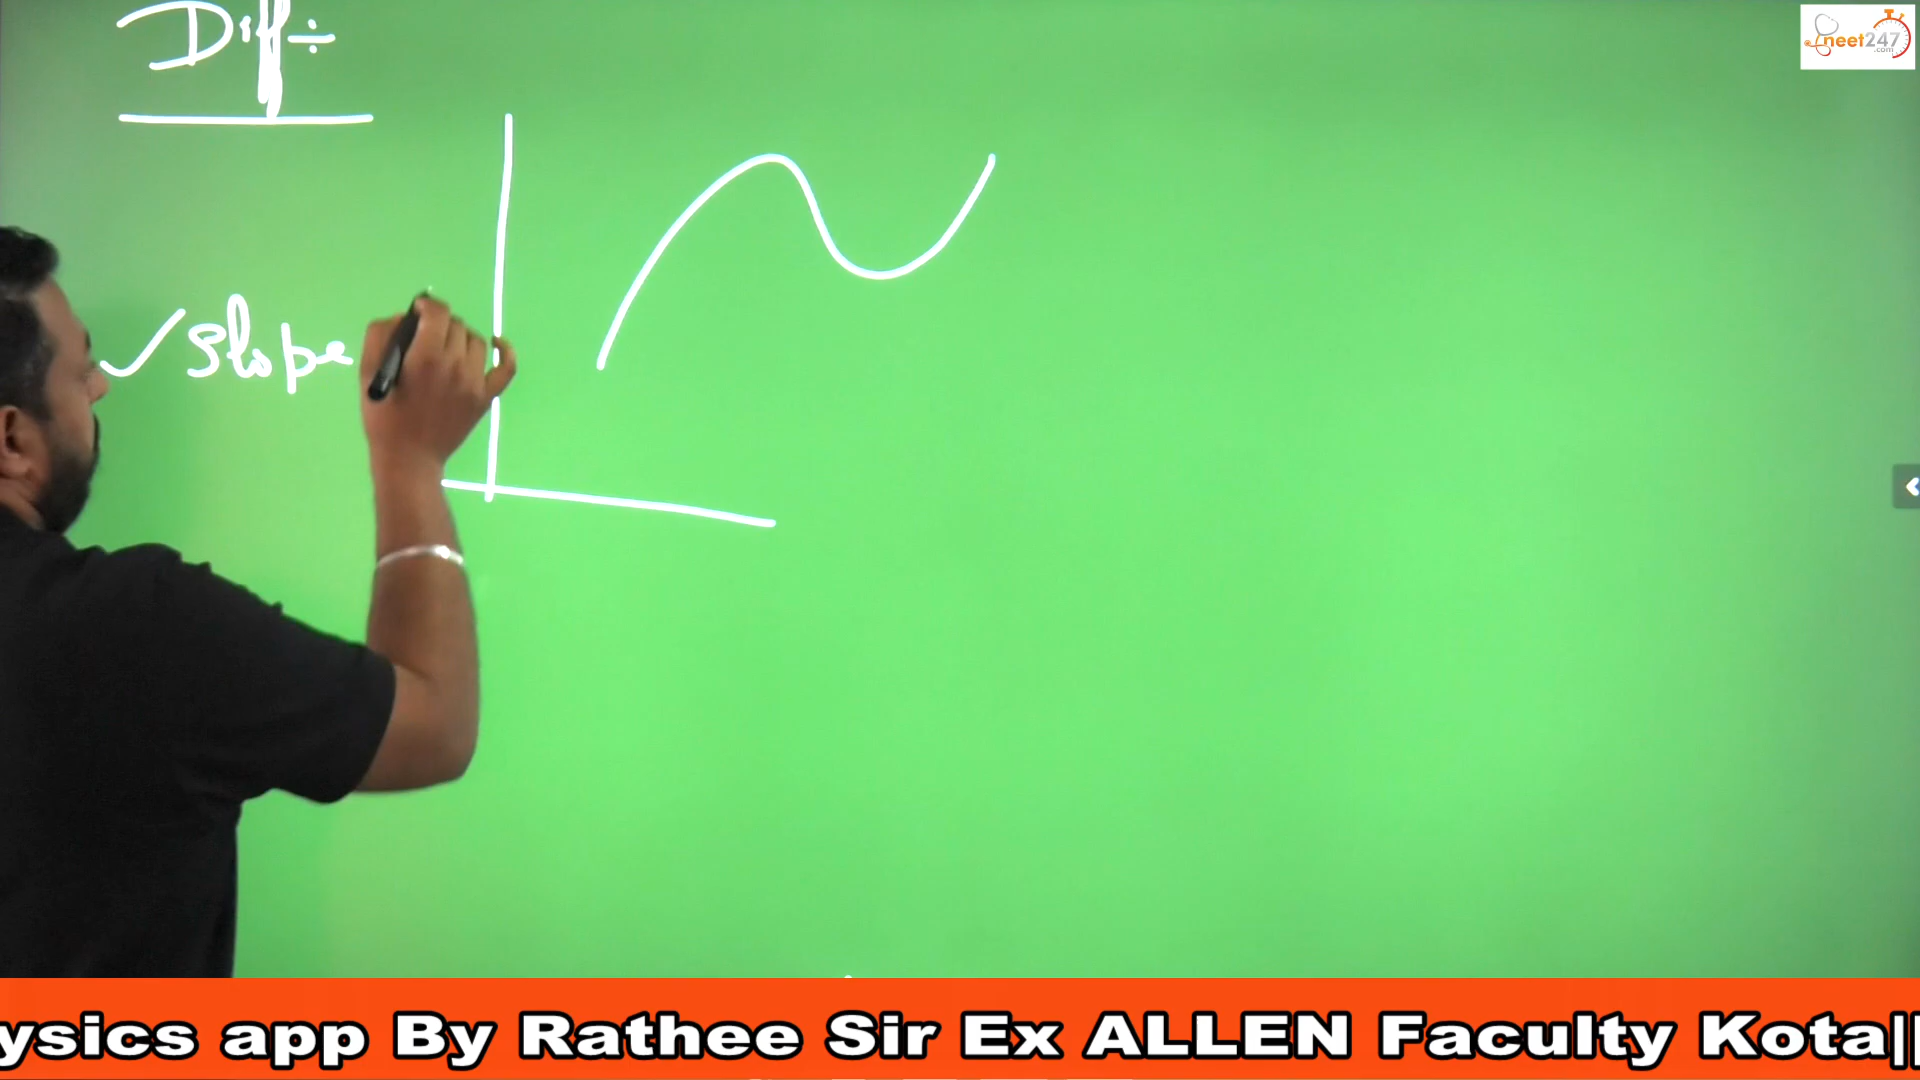 Diff ÷
neet247
.com
✓ Slope
ysics app By Rathee Sir Ex ALLEN Faculty Kota||